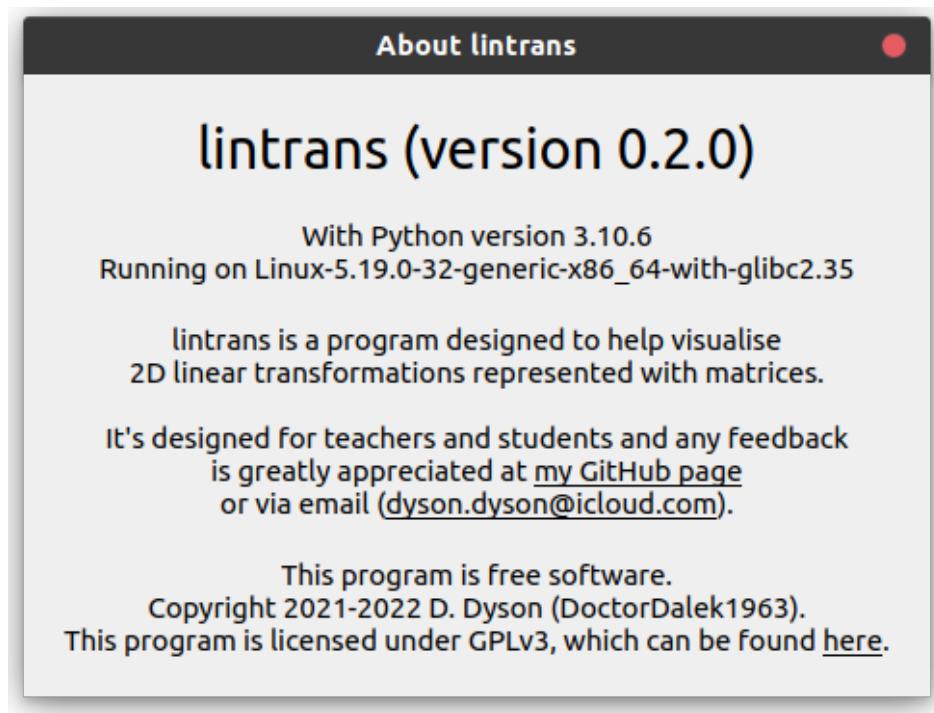 About lintrans
lintrans (version 0.2.0)
With Python version 3.10.6
Running on Linux-5.19.0-32-generic-x86_64-with-glibc2.35
lintrans is a program designed to help visualise
2D linear transformations represented with matrices.
It's designed for teachers and students and any feedback
is greatly appreciated at my GitHub page
or via email (dyson.dyson@icloud.com).
This program is free software.
Copyright 2021-2022 D. Dyson (DoctorDalek1963).
This program is licensed under GPLv3, which can be found here.